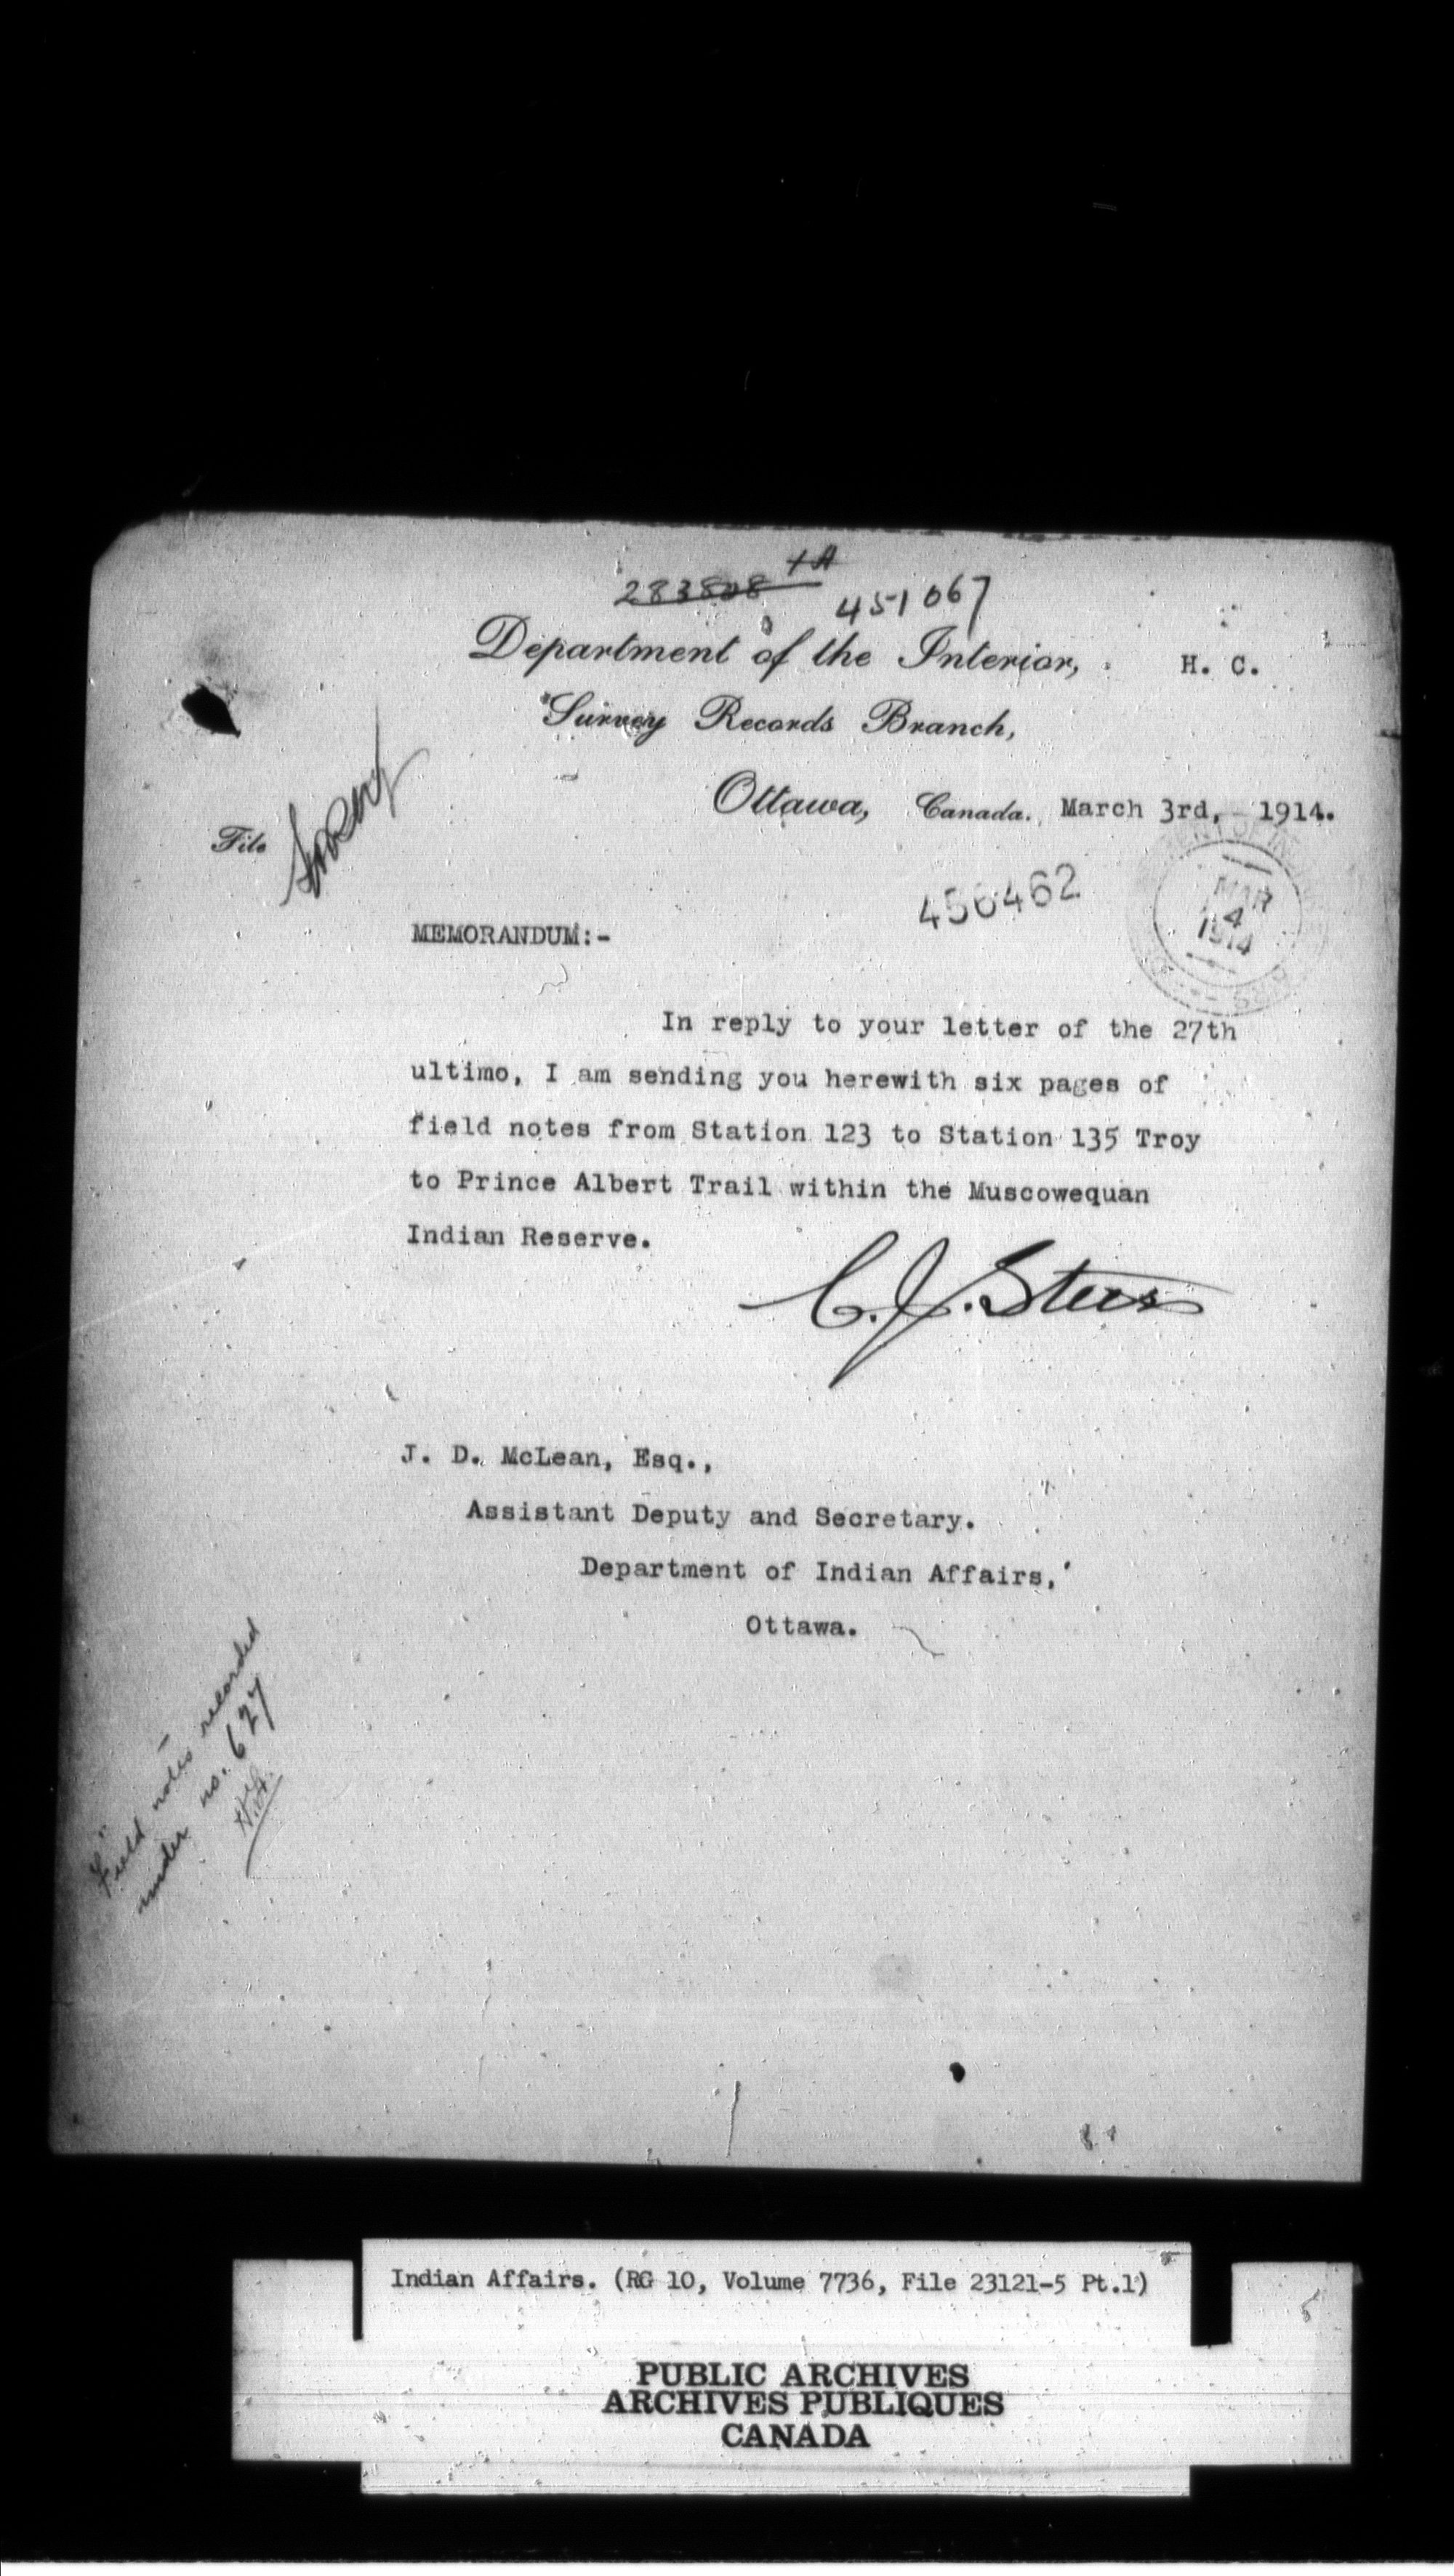 283808 1A
451067
Department of the Interior, H. C.
Survey Records Branch,
Ottawa, Canada. March 3rd, 1914.
File
456462
MAR
4
1914
MEMORANDUM:-
In reply to your letter of the 27th
ultimo, I am sending you herewith six pages of
field notes from Station 123 to Station 135 Troy
to Prince Albert Trail within the Muscowequan
Indian Reserve.
C. J. Steers
J. D. McLean, Esq.,
Assistant Deputy and Secretary.
Department of Indian Affairs,
Ottawa.
Field notes recorded
under no. 627
Indian Affairs. (RG 10, Volume 7736, File 23121-5 Pt.1)
PUBLIC ARCHIVES
ARCHIVES PUBLIQUES
CANADA